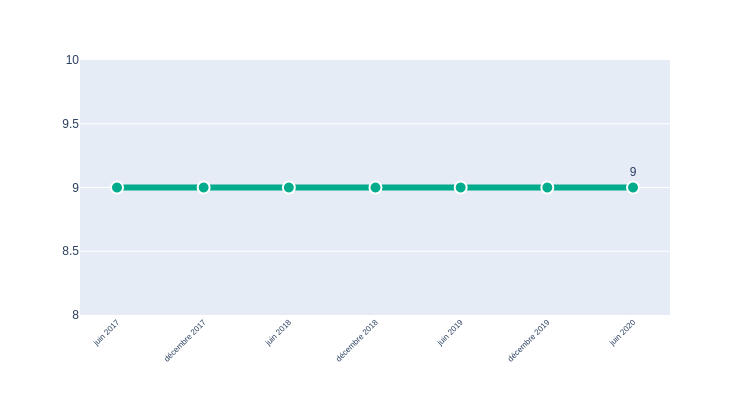 10
9.5
9
8.5
8
9
juin 2017
décembre 2017
juin 2018
décembre 2018
juin 2019
décembre 2019
juin 2020